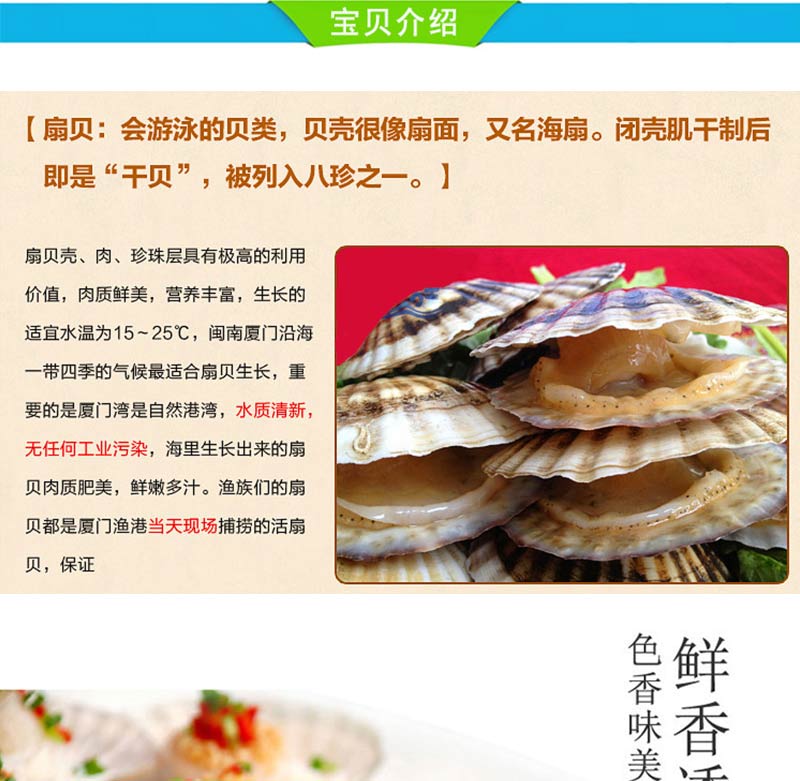 宝贝介绍
【 扇贝：会游泳的贝类，贝壳很像扇面，又名海扇。闭壳肌干制后
即是“干贝”，被列入八珍之一。】
扇贝壳、肉、珍珠层具有极高的利用
价值，肉质鲜美，营养丰富，生长的
适宜水温为15～25℃，闽南厦门沿海
一带四季的气候最适合扇贝生长，重
要的是厦门湾是自然港湾，水质清新，
无任何工业污染，海里生长出来的扇
贝肉质肥美，鲜嫩多汁。渔族们的扇
贝都是厦门渔港当天现场捕捞的活扇
贝，保证
鲜香
色香味美